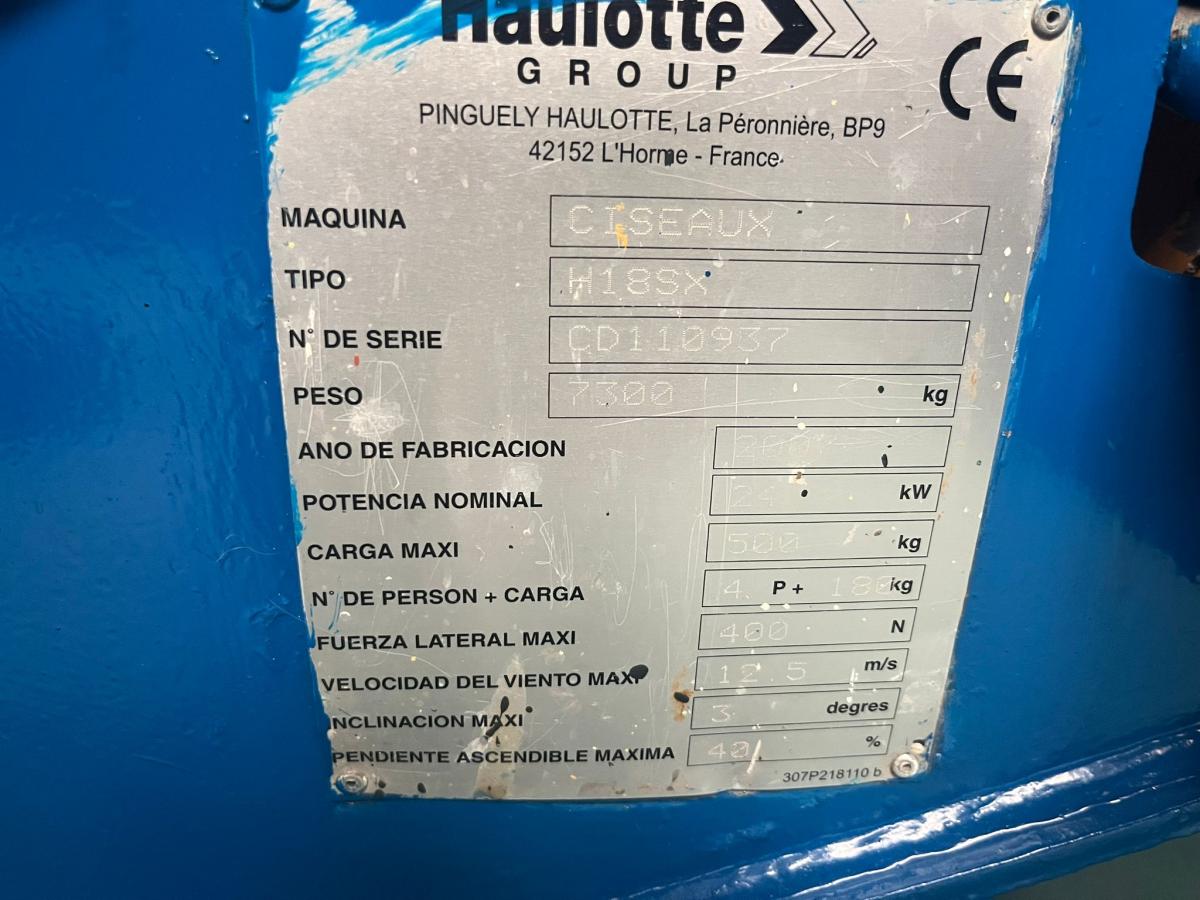 Haulotte
GROUP
CE
PINGUELY HAULOTTE, La Péronnière, BP9
42152 L'Horme - France
MAQUINA CISEAUX
TIPO H18SX
N° DE SERIE CD110937
PESO 7300 kg
ANO DE FABRICACION
POTENCIA NOMINAL 24 kW
CARGA MAXI 500 kg
N° DE PERSON + CARGA 4 P + 180 kg
FUERZA LATERAL MAXI 400 N
VELOCIDAD DEL VIENTO MAXI 12.5 m/s
INCLINACION MAXI 3 degres
PENDIENTE ASCENDIBLE MAXIMA 40 %
307P218110 b